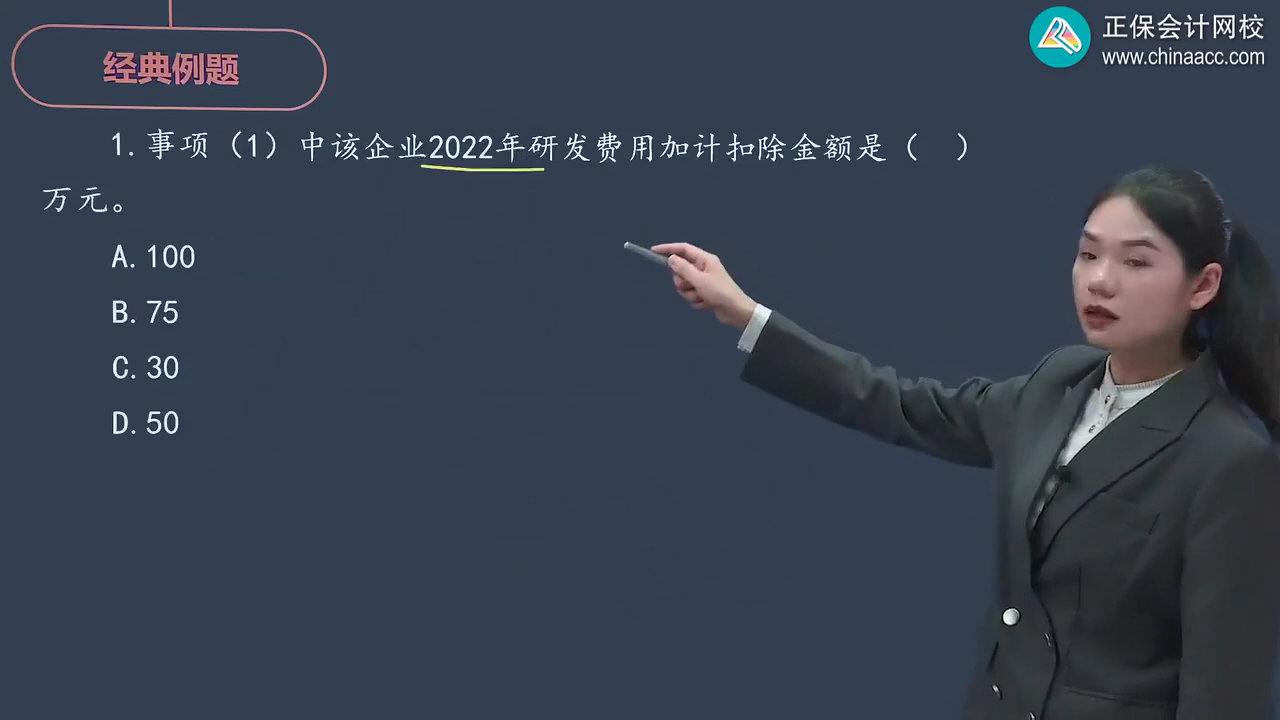 正保会计网校
www.chinaacc.com
经典例题
1.事项（1）中该企业2022年研发费用加计扣除金额是（ ）
万元。
A.100
B.75
C.30
D.50